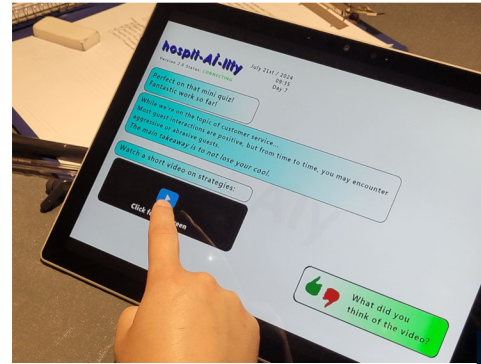 hospit-AI-lity
Version 2.0 Status: CONNECTING
July 21st / 2024
09:35
Day 7
Perfect on that mini quiz!
Fantastic work so far!
While we're on the topic of customer service...
Most guest interactions are positive, but from time to time, you may encounter
aggressive or abrasive guests.
The main takeaway is to not lose your cool.
Watch a short video on strategies:
Click
What did you
think of the video?